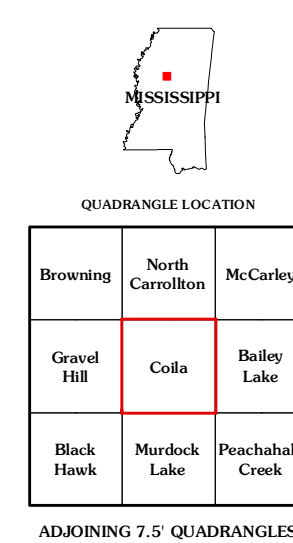 MISSISSIPPI
QUADRANGLE LOCATION
Browning
North
Carrollton
McCarley
Gravel
Hill
Coila
Bailey
Lake
Black
Hawk
Murdock
Lake
Creek
ADJOINING 7.5' QUADRANGLES